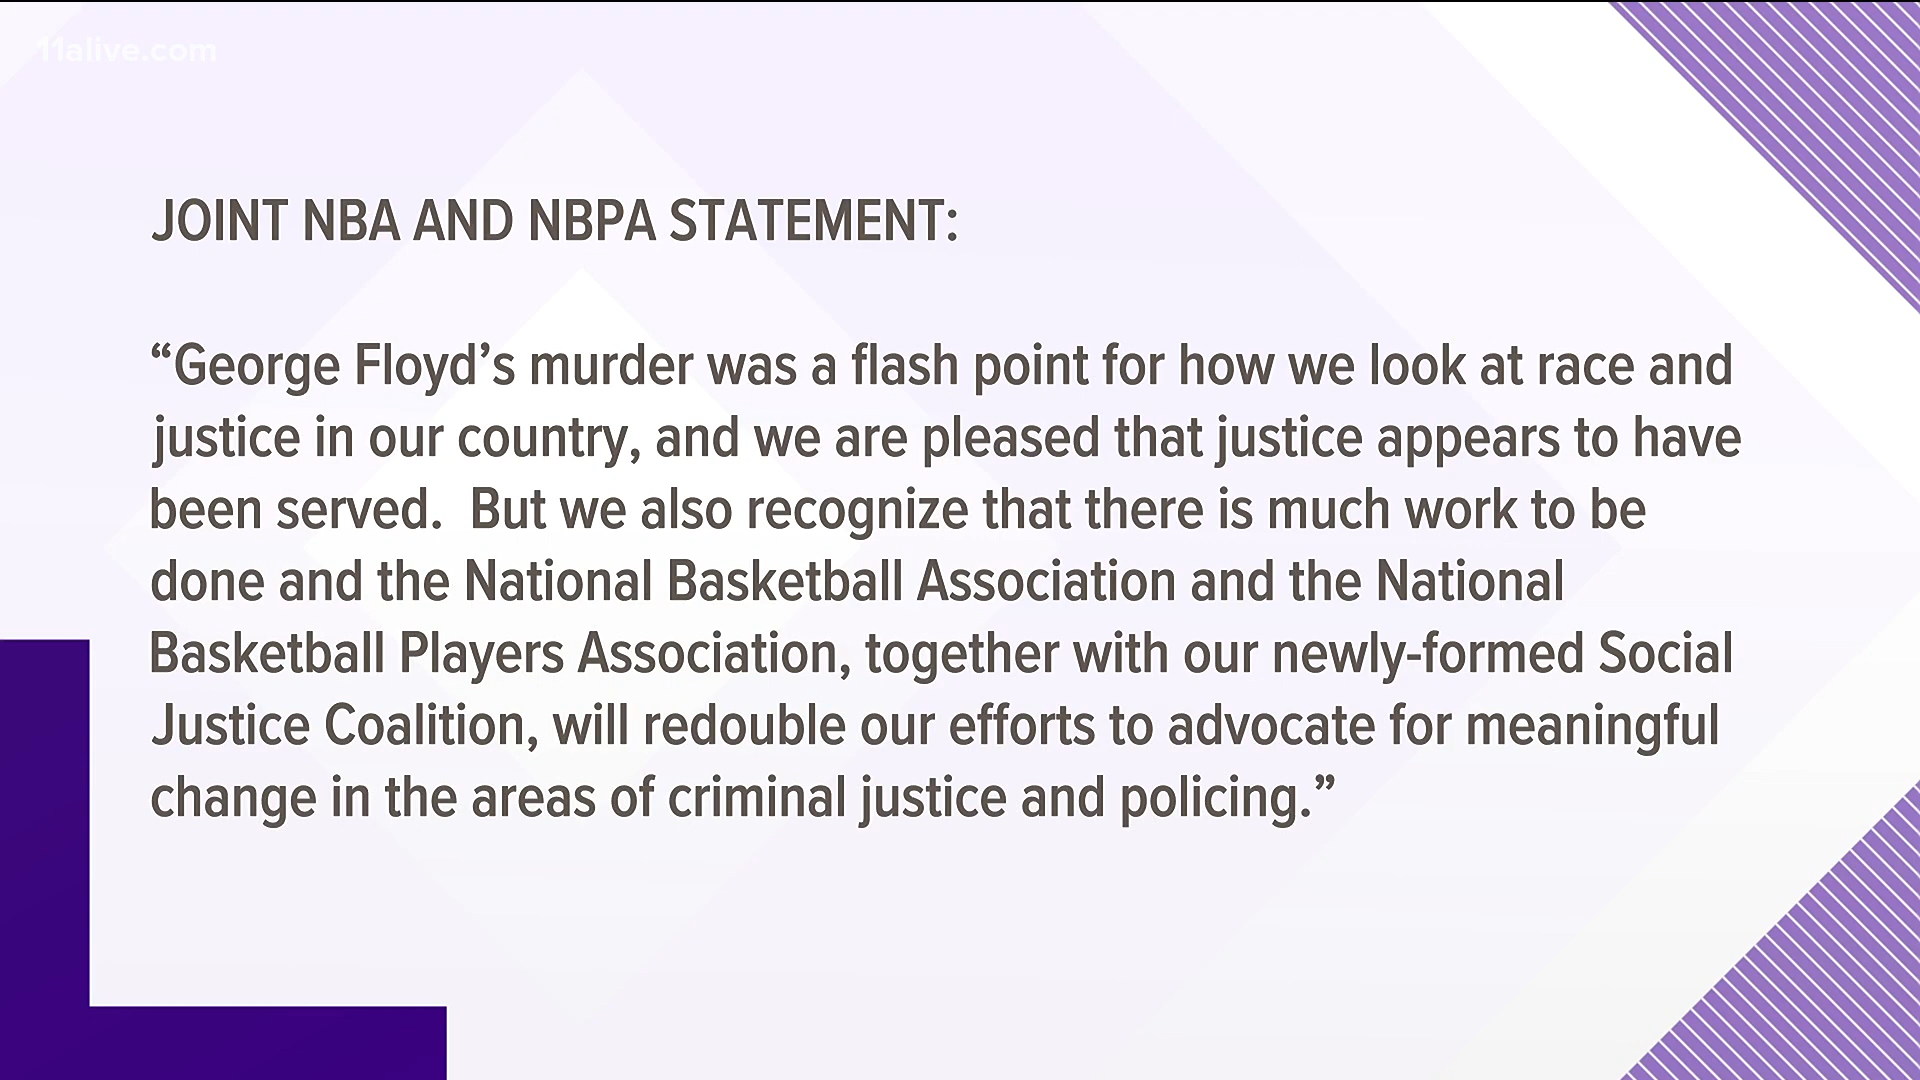 11alive.com
JOINT NBA AND NBPA STATEMENT:
“George Floyd’s murder was a flash point for how we look at race and
justice in our country, and we are pleased that justice appears to have
been served.  But we also recognize that there is much work to be
done and the National Basketball Association and the National
Basketball Players Association, together with our newly-formed Social
Justice Coalition, will redouble our efforts to advocate for meaningful
change in the areas of criminal justice and policing.”